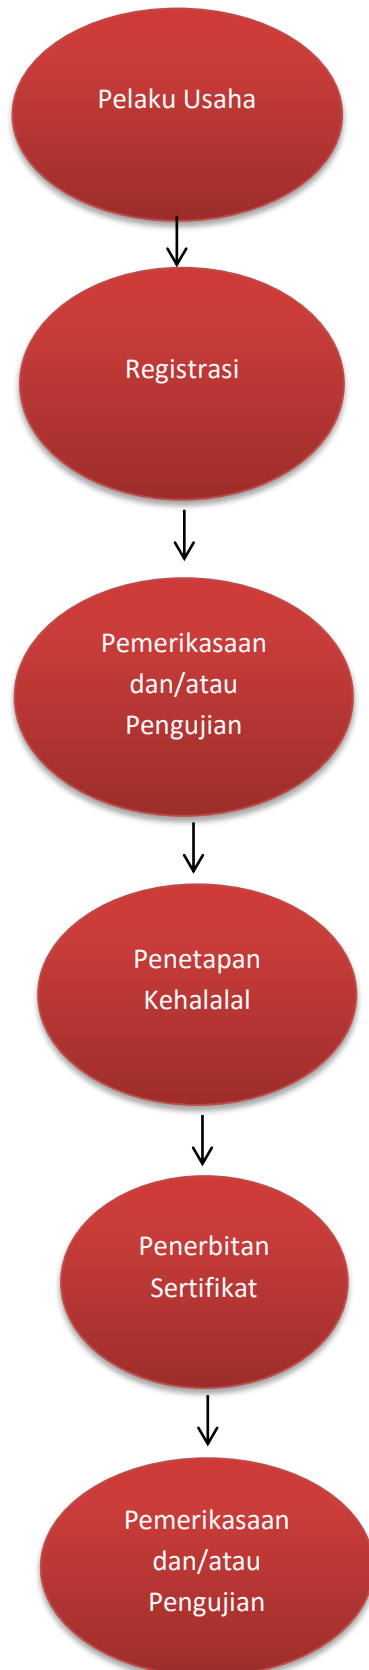 Pelaku Usaha
Registrasi
Pemerikasaan
dan/atau
Pengujian
Penetapan
Kehalalal
Penerbitan
Sertifikat
Pemerikasaan
dan/atau
Pengujian